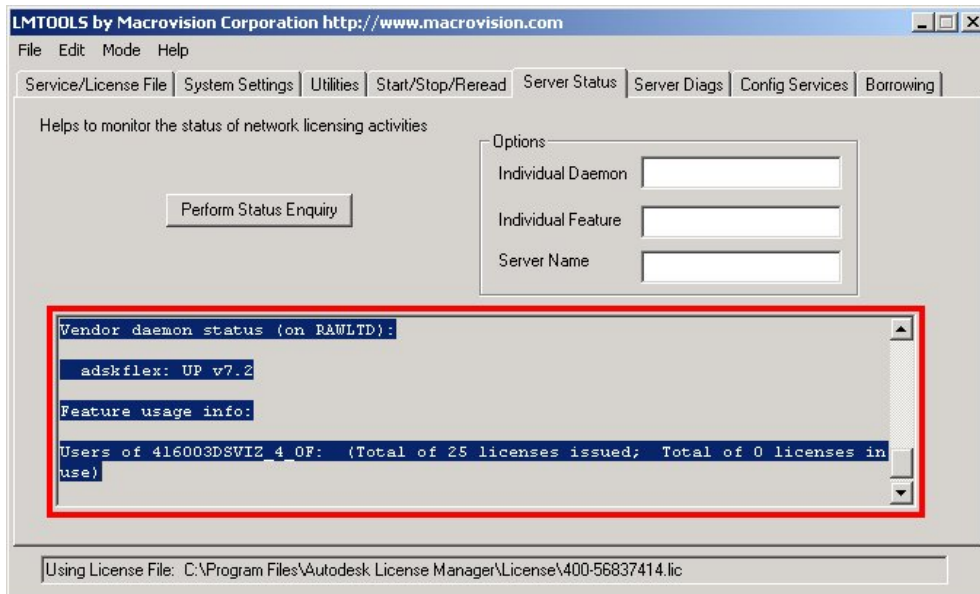 LMTOOLS by Macrovision Corporation http://www.macrovision.com
File Edit Mode Help
Service/License File System Settings Utilities Start/Stop/Reread Server Status Server Diags Config Services Borrowing
Helps to monitor the status of network licensing activities
Options
Individual Daemon
Perform Status Enquiry
Individual Feature
Server Name
Vendor daemon status (on RAWLTD):
adskflex: UP v7.2
Feature usage info:
Users of 416003DSVIZ_4_0F: (Total of 25 licenses issued; Total of 0 licenses in
use)
Using License File: C:\Program Files\Autodesk License Manager\License\400-56837414.lic